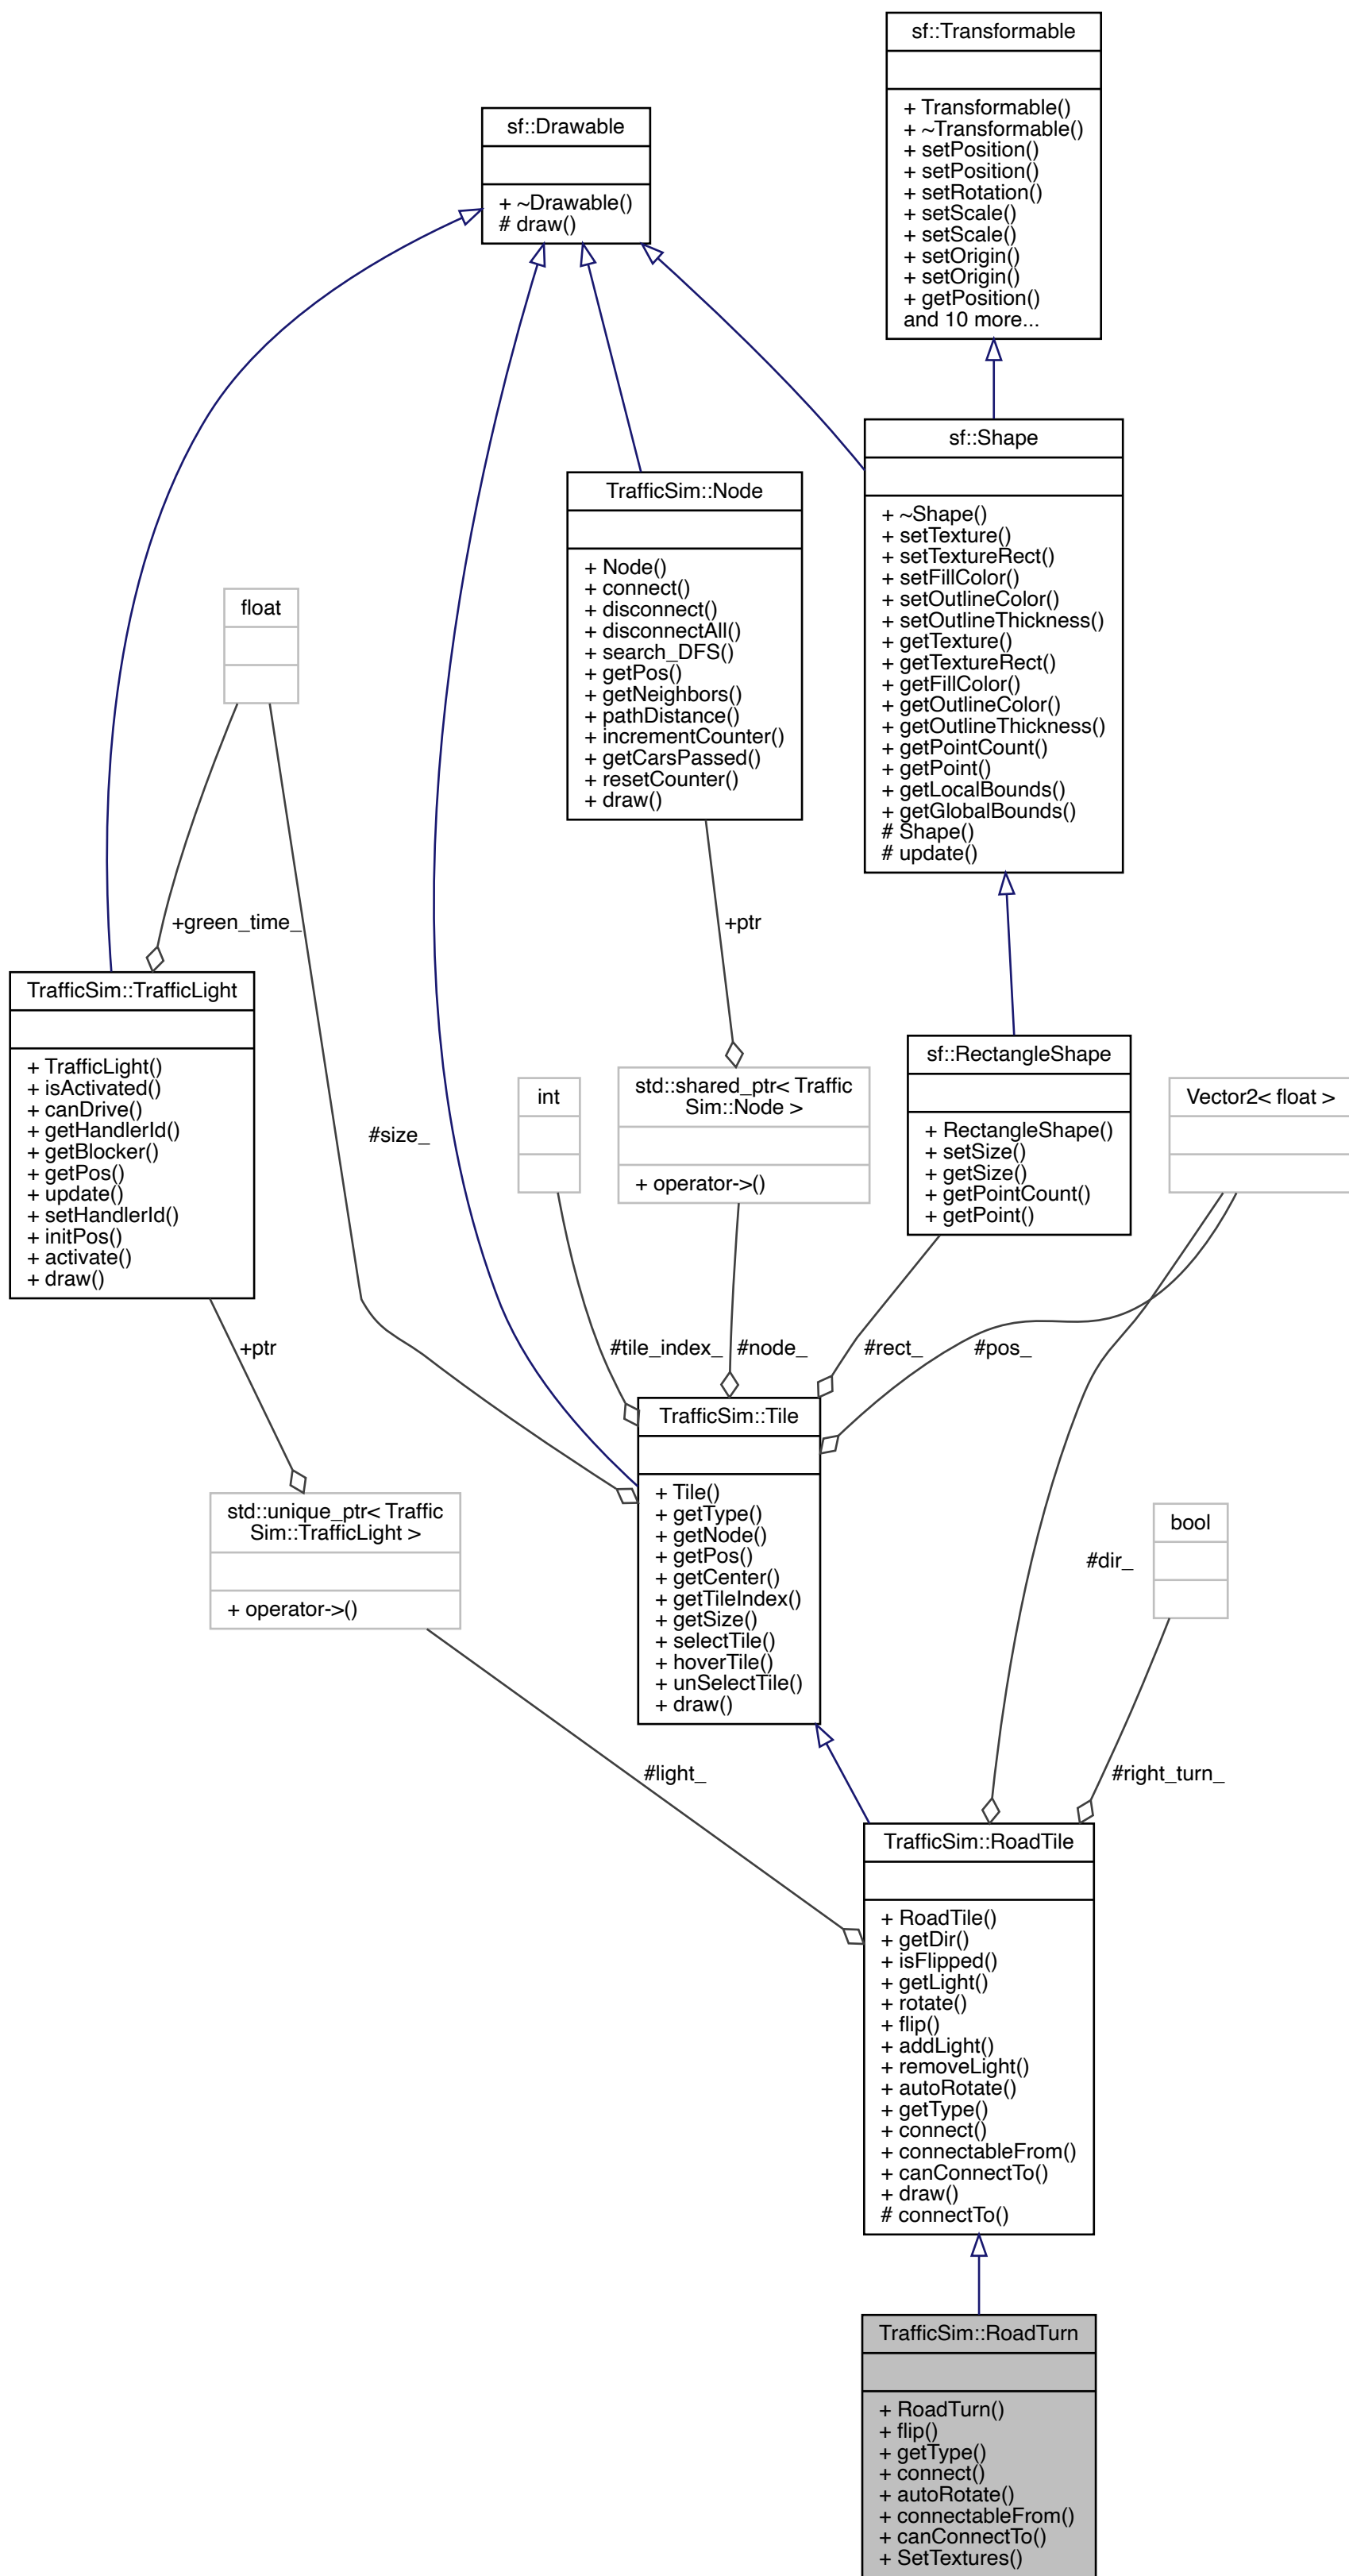 sf::Transformable
+ Transformable()
+ ~Transformable()
+ setPosition()
+ setPosition()
+ setRotation()
+ setScale()
+ setScale()
+ setOrigin()
+ setOrigin()
+ getPosition()
and 10 more...
sf::Drawable
+ ~Drawable()
# draw()
sf::Shape
+ ~Shape()
+ setTexture()
+ setTextureRect()
+ setFillColor()
+ setOutlineColor()
+ setOutlineThickness()
+ getTexture()
+ getTextureRect()
+ getFillColor()
+ getOutlineColor()
+ getOutlineThickness()
+ getPointCount()
+ getPoint()
+ getLocalBounds()
+ getGlobalBounds()
# Shape()
# update()
TrafficSim::Node
+ Node()
+ connect()
+ disconnect()
+ disconnectAll()
+ search_DFS()
+ getPos()
+ getNeighbors()
+ pathDistance()
+ incrementCounter()
+ getCarsPassed()
+ resetCounter()
+ draw()
float
+green_time_
+ptr
TrafficSim::TrafficLight
+ TrafficLight()
+ isActivated()
+ canDrive()
+ getHandlerId()
+ getBlocker()
+ getPos()
+ update()
+ setHandlerId()
+ initPos()
+ activate()
+ draw()
#size_
int
std::shared_ptr< Traffic
Sim::Node >
+ operator->()
sf::RectangleShape
+ RectangleShape()
+ setSize()
+ getSize()
+ getPointCount()
+ getPoint()
Vector2< float >
+ptr
#tile_index_
#node_
#rect_
#pos_
TrafficSim::Tile
+ Tile()
+ getType()
+ getNode()
+ getPos()
+ getCenter()
+ getTileIndex()
+ getSize()
+ selectTile()
+ hoverTile()
+ unSelectTile()
+ draw()
std::unique_ptr< Traffic
Sim::TrafficLight >
+ operator->()
bool
#dir_
#light_
#right_turn_
TrafficSim::RoadTile
+ RoadTile()
+ getDir()
+ isFlipped()
+ getLight()
+ rotate()
+ flip()
+ addLight()
+ removeLight()
+ autoRotate()
+ getType()
+ connect()
+ connectableFrom()
+ canConnectTo()
+ draw()
# connectTo()
TrafficSim::RoadTurn
+ RoadTurn()
+ flip()
+ getType()
+ connect()
+ autoRotate()
+ connectableFrom()
+ canConnectTo()
+ SetTextures()